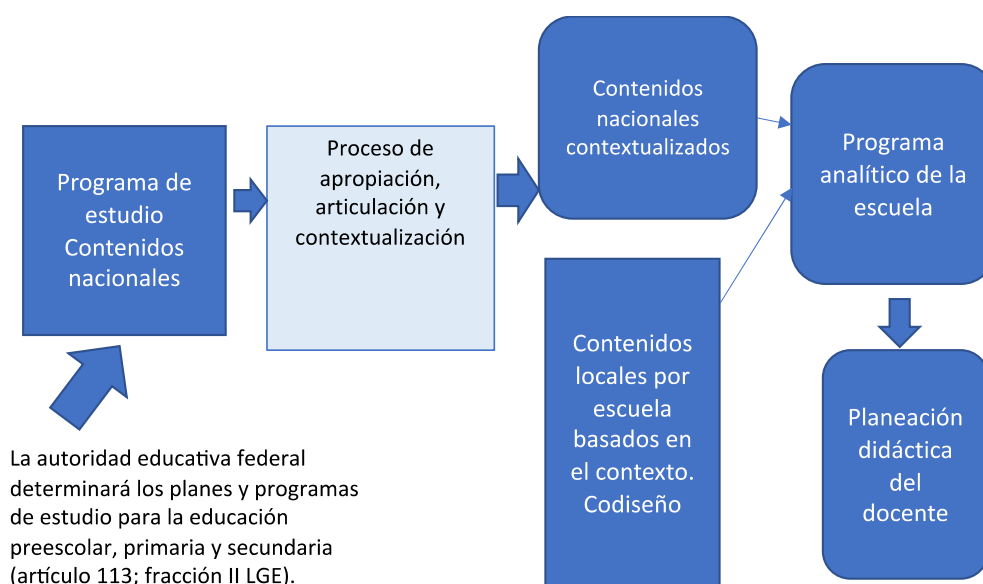 Programa de
estudio
Contenidos
nacionales
Proceso de
apropiación,
articulación y
contextualización
Contenidos
nacionales
contextualizados
Programa
analítico de la
escuela
Contenidos
locales por
escuela
basados en
el contexto.
Codiseño
Planeación
didáctica
del
docente
La autoridad educativa federal
determinará los planes y programas
de estudio para la educación
preescolar, primaria y secundaria
(artículo 113; fracción II LGE).